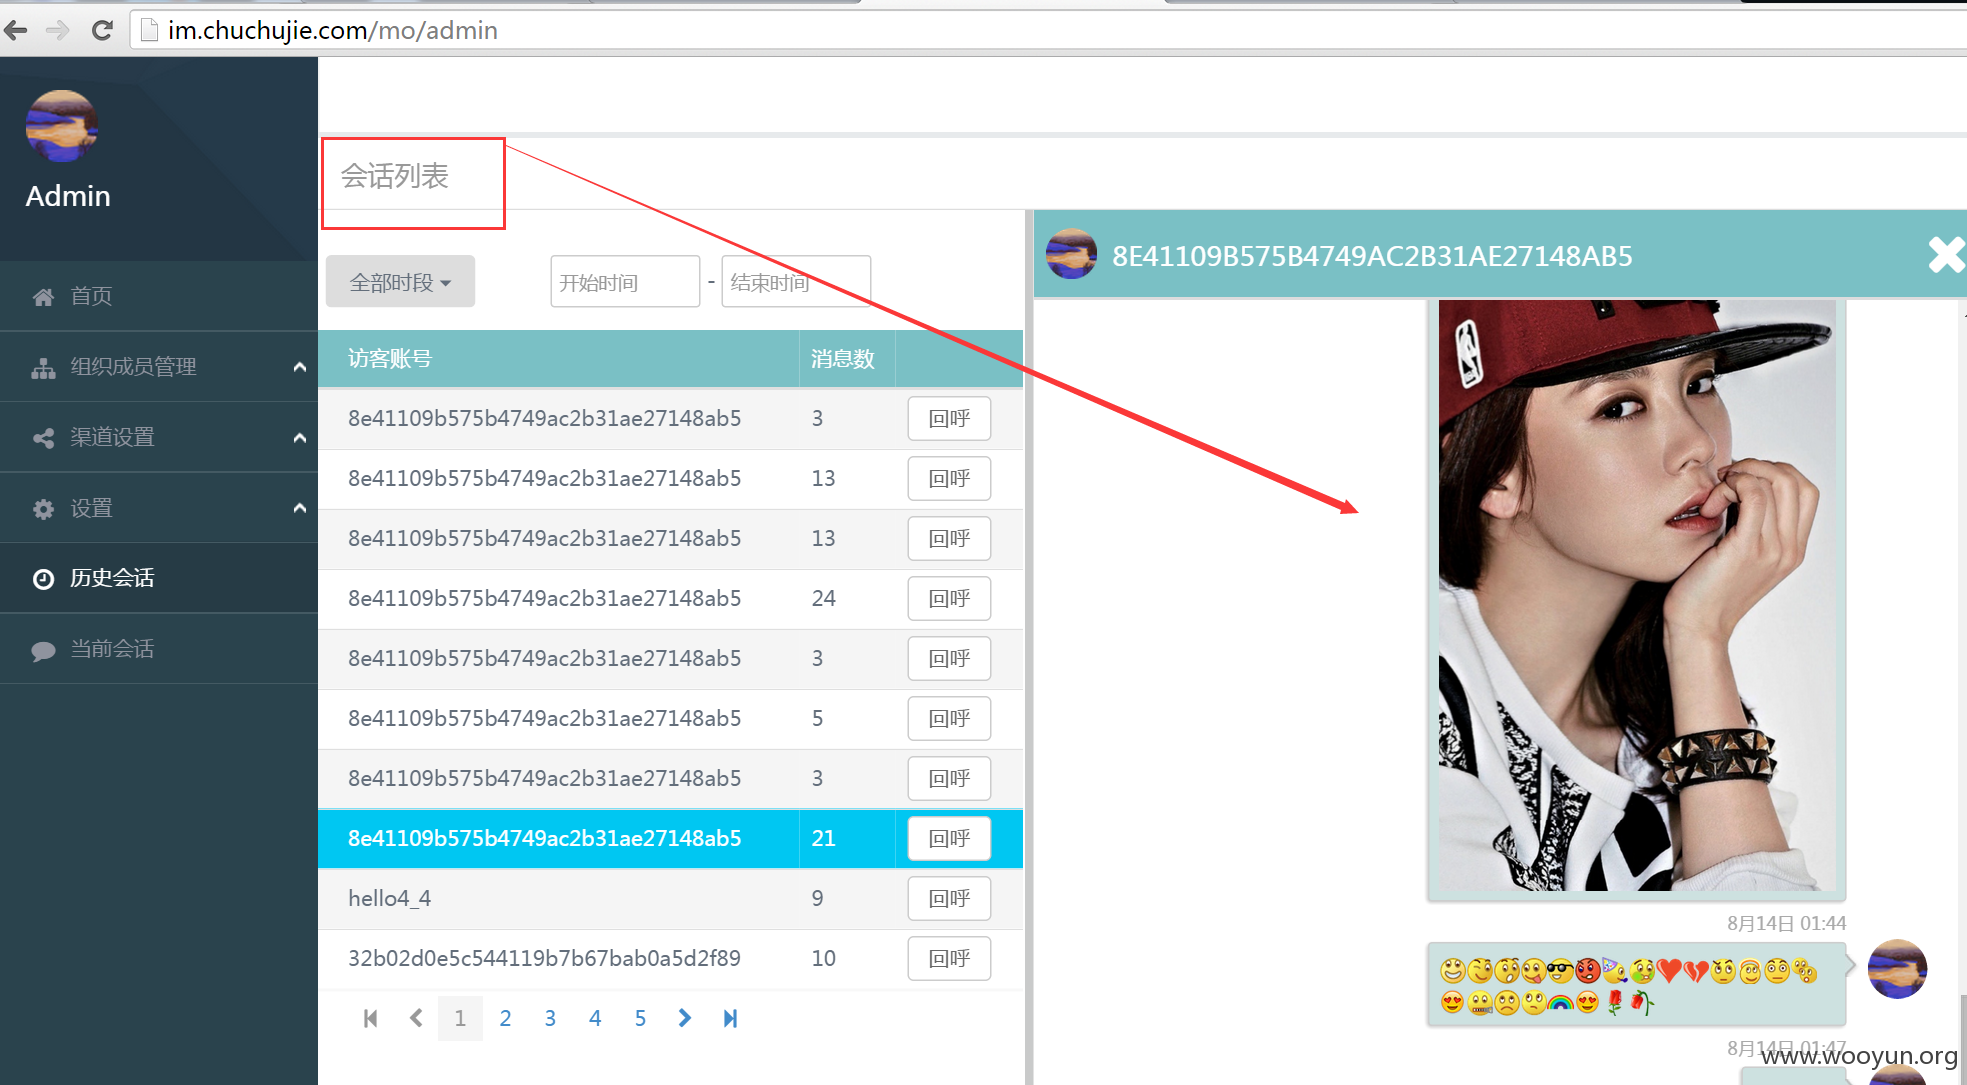 im.chuchujie.com/mo/admin
Admin
首页
组织成员管理
渠道设置
设置
历史会话
当前会话
会话列表
全部时段
开始时间 - 结束时间
访客账号 消息数
8e41109b575b4749ac2b31ae27148ab5 3 回呼
8e41109b575b4749ac2b31ae27148ab5 13 回呼
8e41109b575b4749ac2b31ae27148ab5 13 回呼
8e41109b575b4749ac2b31ae27148ab5 24 回呼
8e41109b575b4749ac2b31ae27148ab5 3 回呼
8e41109b575b4749ac2b31ae27148ab5 5 回呼
8e41109b575b4749ac2b31ae27148ab5 3 回呼
8e41109b575b4749ac2b31ae27148ab5 21 回呼
hello4_4 9 回呼
32b02d0e5c544119b7b67bab0a5d2f89 10 回呼
1 2 3 4 5
8E41109B575B4749AC2B31AE27148AB5
8月14日 01:44
8月14日 01:47
www.wooyun.org